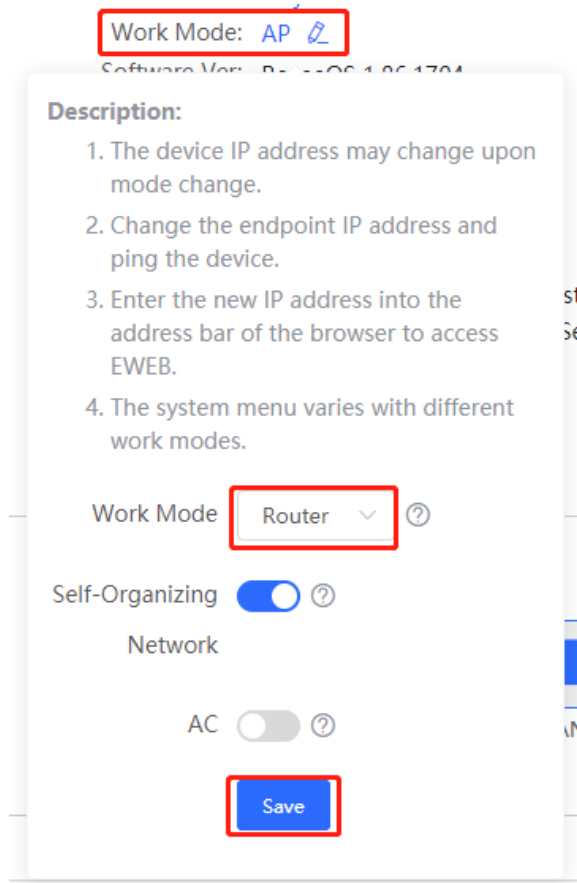 Work Mode: AP
Description:
1. The device IP address may change upon
mode change.
2. Change the endpoint IP address and
ping the device.
3. Enter the new IP address into the
address bar of the browser to access
EWEB.
4. The system menu varies with different
work modes.
Work Mode Router
Self-Organizing
Network
AC
Save